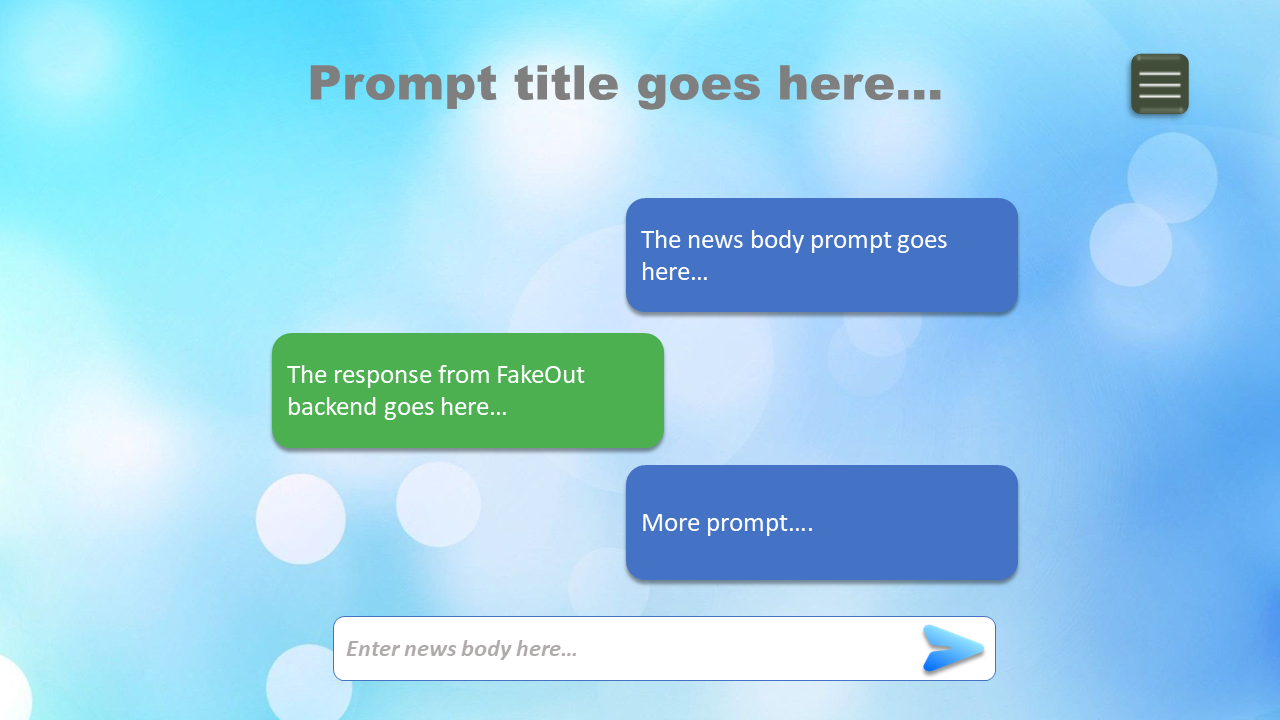 Prompt title goes here...
The news body prompt goes
here...
The response from FakeOut
backend goes here...
More prompt....
Enter news body here...